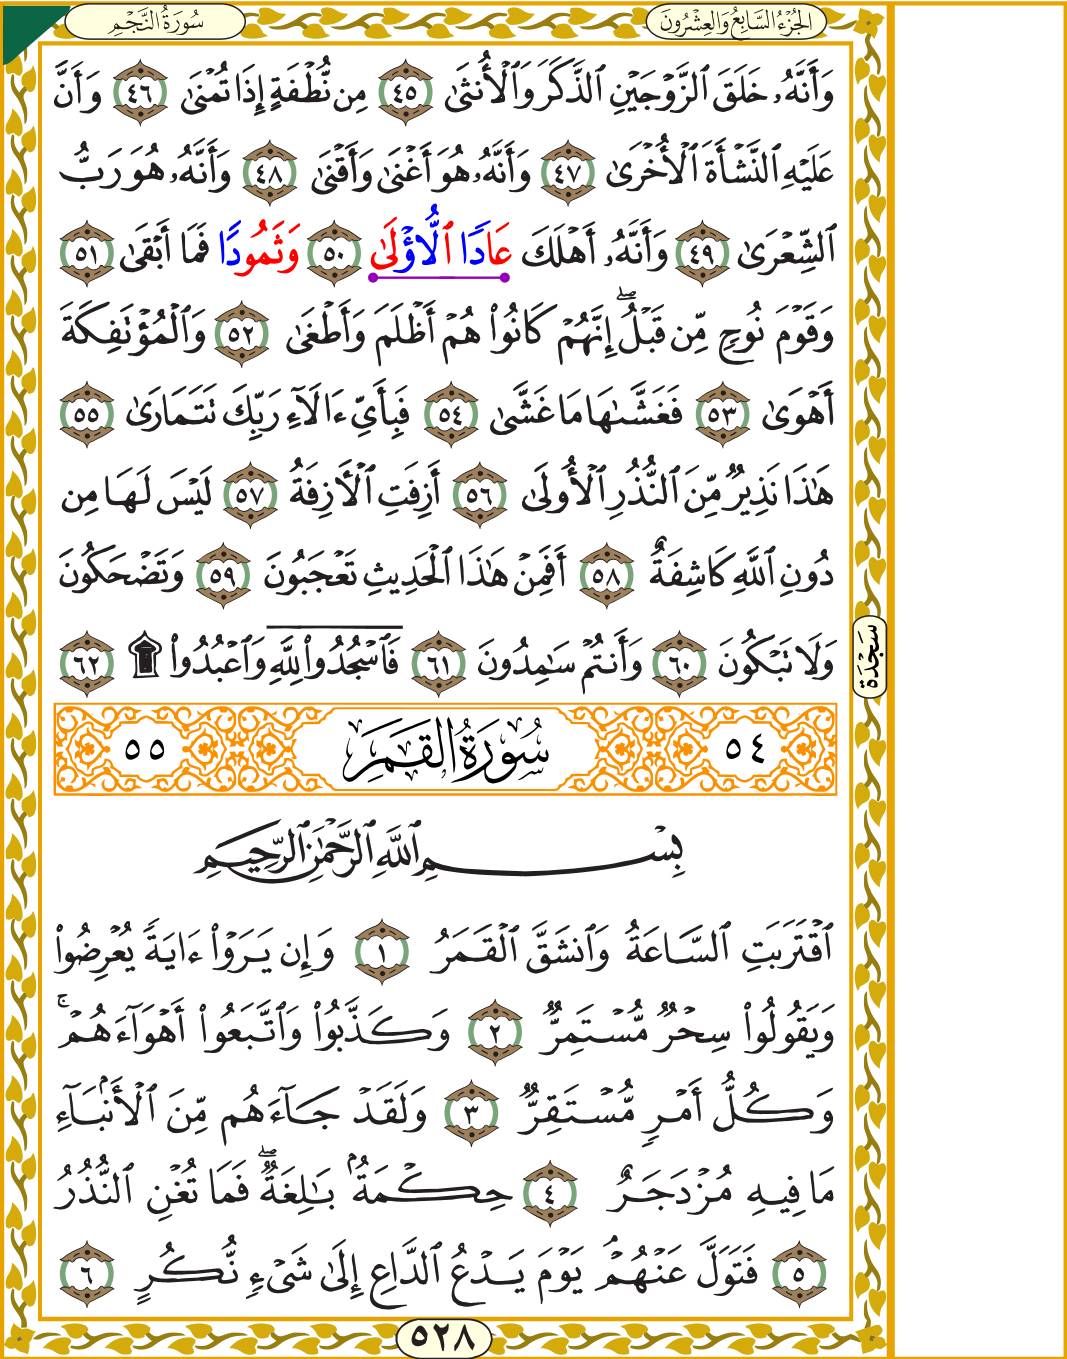 سُورَةُ النَّجْمِ
الجُزْءُ السَّابِعُ وَالعِشْرُونَ
وَأَنَّهُۥ خَلَقَ ٱلزَّوْجَيْنِ ٱلذَّكَرَ وَٱلْأُنثَىٰ ٤٥ مِن نُّطْفَةٍ إِذَا تُمْنَىٰ ٤٦ وَأَنَّ
عَلَيْهِ ٱلنَّشْأَةَ ٱلْأُخْرَىٰ ٤٧ وَأَنَّهُۥ هُوَ أَغْنَىٰ وَأَقْنَىٰ ٤٨ وَأَنَّهُۥ هُوَ رَبُّ
ٱلشِّعْرَىٰ ٤٩ وَأَنَّهُۥ أَهْلَكَ عَادًا ٱلُّؤْلَىٰ ٥٠ وَثَمُودًا فَمَا أَبْقَىٰ ٥١
وَقَوْمَ نُوحٍ مِّن قَبْلُۖ إِنَّهُمْ كَانُوا۟ هُمْ أَظْلَمَ وَأَطْغَىٰ ٥٢ وَٱلْمُؤْتَفِكَةَ
أَهْوَىٰ ٥٣ فَغَشَّىٰهَا مَا غَشَّىٰ ٥٤ فَبِأَىِّ ءَالَآءِ رَبِّكَ تَتَمَارَىٰ ٥٥
هَٰذَا نَذِيرٌ مِّنَ ٱلنُّذُرِ ٱلْأُولَىٰ ٥٦ أَزِفَتِ ٱلْءَازِفَةُ ٥٧ لَيْسَ لَهَا مِن
دُونِ ٱللَّهِ كَاشِفَةٌ ٥٨ أَفَمِنْ هَٰذَا ٱلْحَدِيثِ تَعْجَبُونَ ٥٩ وَتَضْحَكُونَ
وَلَا تَبْكُونَ ٦٠ وَأَنتُمْ سَٰمِدُونَ ٦١ فَٱسْجُدُوا۟ لِلَّهِ وَٱعْبُدُوا۟ ۩ ٦٢
سَجْدَة
٥٤ سُورَةُ القَمَرِ ٥٥
بِسْمِ ٱللَّهِ ٱلرَّحْمَٰنِ ٱلرَّحِيمِ
ٱقْتَرَبَتِ ٱلسَّاعَةُ وَٱنشَقَّ ٱلْقَمَرُ ١ وَإِن يَرَوْا۟ ءَايَةً يُعْرِضُوا۟
وَيَقُولُوا۟ سِحْرٌ مُّسْتَمِرٌّ ٢ وَكَذَّبُوا۟ وَٱتَّبَعُوا۟ أَهْوَآءَهُمْۚ
وَكُلُّ أَمْرٍ مُّسْتَقِرٌّ ٣ وَلَقَدْ جَآءَهُم مِّنَ ٱلْأَنۢبَآءِ
مَا فِيهِ مُزْدَجَرٌ ٤ حِكْمَةٌۢ بَٰلِغَةٌۖ فَمَا تُغْنِ ٱلنُّذُرُ
٥ فَتَوَلَّ عَنْهُمْۘ يَوْمَ يَدْعُ ٱلدَّاعِ إِلَىٰ شَىْءٍ نُّكُرٍ ٦
٥٢٨